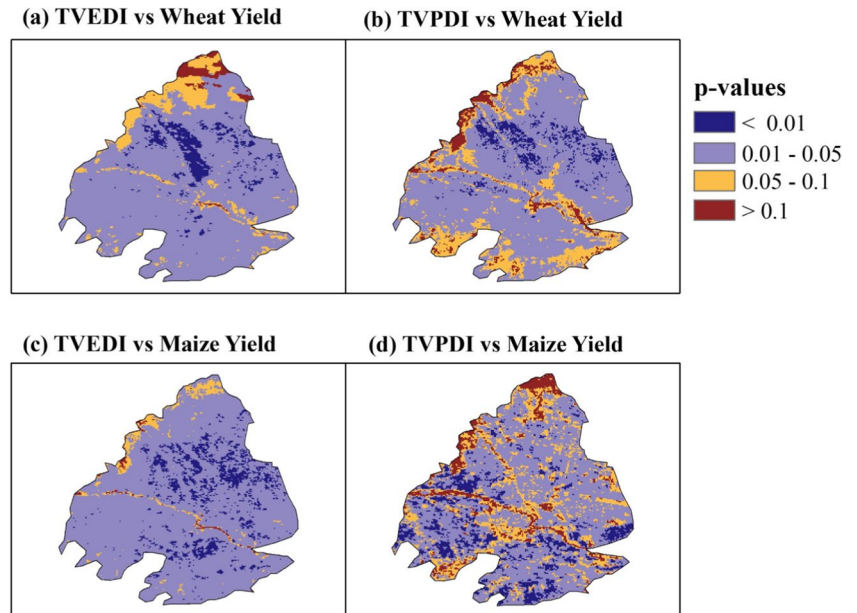 (a) TVEDI vs Wheat Yield
(b) TVPDI vs Wheat Yield
p-values
< 0.01
0.01 - 0.05
0.05 - 0.1
> 0.1
(c) TVEDI vs Maize Yield
(d) TVPDI vs Maize Yield